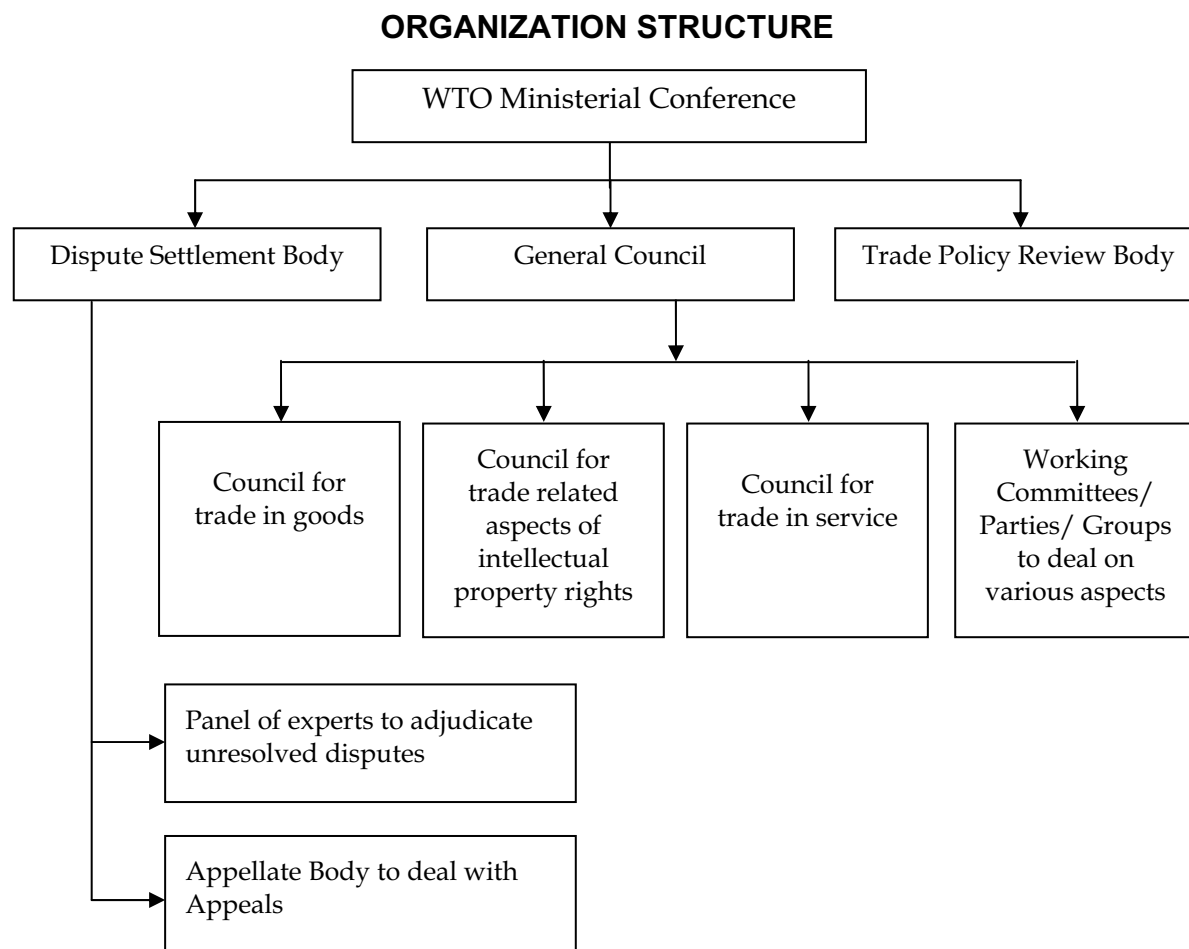 ORGANIZATION STRUCTURE
WTO Ministerial Conference
Dispute Settlement Body
General Council
Trade Policy Review Body
Council for
trade in goods
Council for
trade related
aspects of
intellectual
property rights
Council for
trade in service
Working
Committees/
Parties/ Groups
to deal on
various aspects
Panel of experts to adjudicate
unresolved disputes
Appellate Body to deal with
Appeals